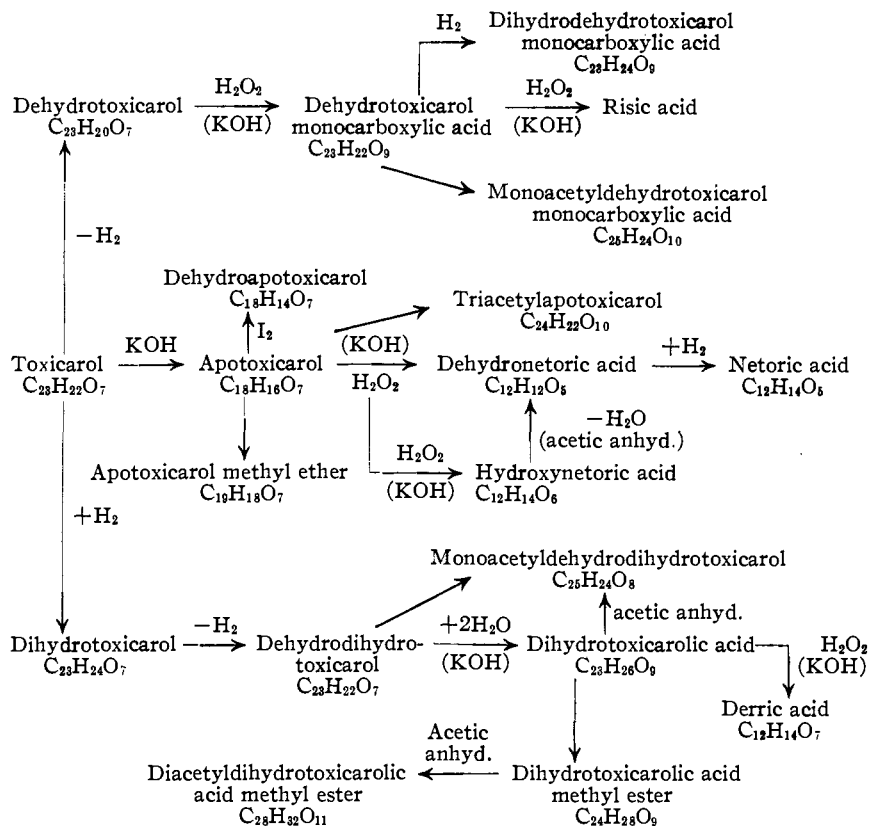 H₂
Dihydrodehydrotoxicarol
monocarboxylic acid
C₂₃H₂₄O₉
Dehydrotoxicarol
C₂₃H₂₀O₇
H₂O₂
(KOH)
Dehydrotoxicarol
monocarboxylic acid
C₂₃H₂₂O₉
H₂O₂
(KOH)
Risic acid
Monoacetyldehydrotoxicarol
monocarboxylic acid
C₂₅H₂₄O₁₀
−H₂
Dehydroapotoxicarol
C₁₈H₁₄O₇
I₂
Triacetylapotoxicarol
C₂₄H₂₂O₁₀
Toxicarol
C₂₃H₂₂O₇
KOH
Apotoxicarol
C₁₈H₁₆O₇
(KOH)
H₂O₂
Dehydronetoric acid
C₁₂H₁₂O₅
+H₂
Netoric acid
C₁₂H₁₄O₅
−H₂O
(acetic anhyd.)
Apotoxicarol methyl ether
C₁₉H₁₈O₇
H₂O₂
(KOH)
Hydroxynetoric acid
C₁₂H₁₄O₆
+H₂
Monoacetyldehydrodihydrotoxicarol
C₂₅H₂₄O₈
acetic anhyd.
Dihydrotoxicarol
C₂₃H₂₄O₇
−H₂
Dehydrodihydro-
toxicarol
C₂₃H₂₂O₇
+2H₂O
(KOH)
Dihydrotoxicarolic acid
C₂₃H₂₆O₉
H₂O₂
(KOH)
Derric acid
C₁₂H₁₄O₇
Acetic
anhyd.
Diacetyldihydrotoxicarolic
acid methyl ester
C₂₈H₃₂O₁₁
Dihydrotoxicarolic acid
methyl ester
C₂₄H₂₈O₉